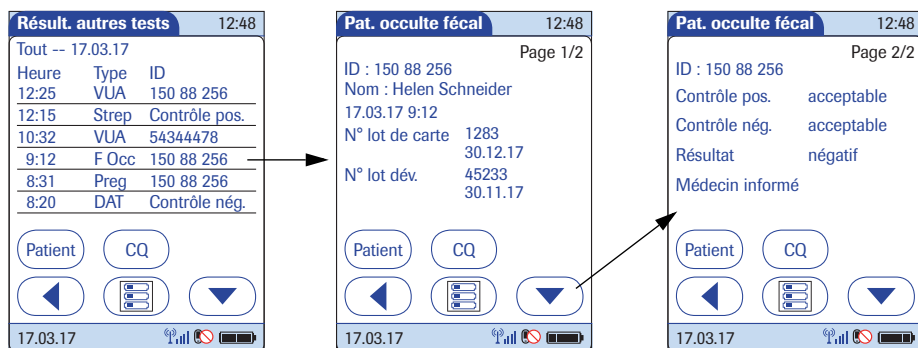 Résult. autres tests 12:48
Tout -- 17.03.17
Heure Type ID
12:25 VUA 150 88 256
12:15 Strep Contrôle pos.
10:32 VUA 54344478
9:12 F Occ 150 88 256
8:31 Preg 150 88 256
8:20 DAT Contrôle nég.
Patient CQ
17.03.17
Pat. occulte fécal 12:48
Page 1/2
ID : 150 88 256
Nom : Helen Schneider
17.03.17 9:12
N° lot de carte 1283
30.12.17
N° lot dév. 45233
30.11.17
Patient CQ
17.03.17
Pat. occulte fécal 12:48
Page 2/2
ID : 150 88 256
Contrôle pos. acceptable
Contrôle nég. acceptable
Résultat négatif
Médecin informé
Patient CQ
17.03.17